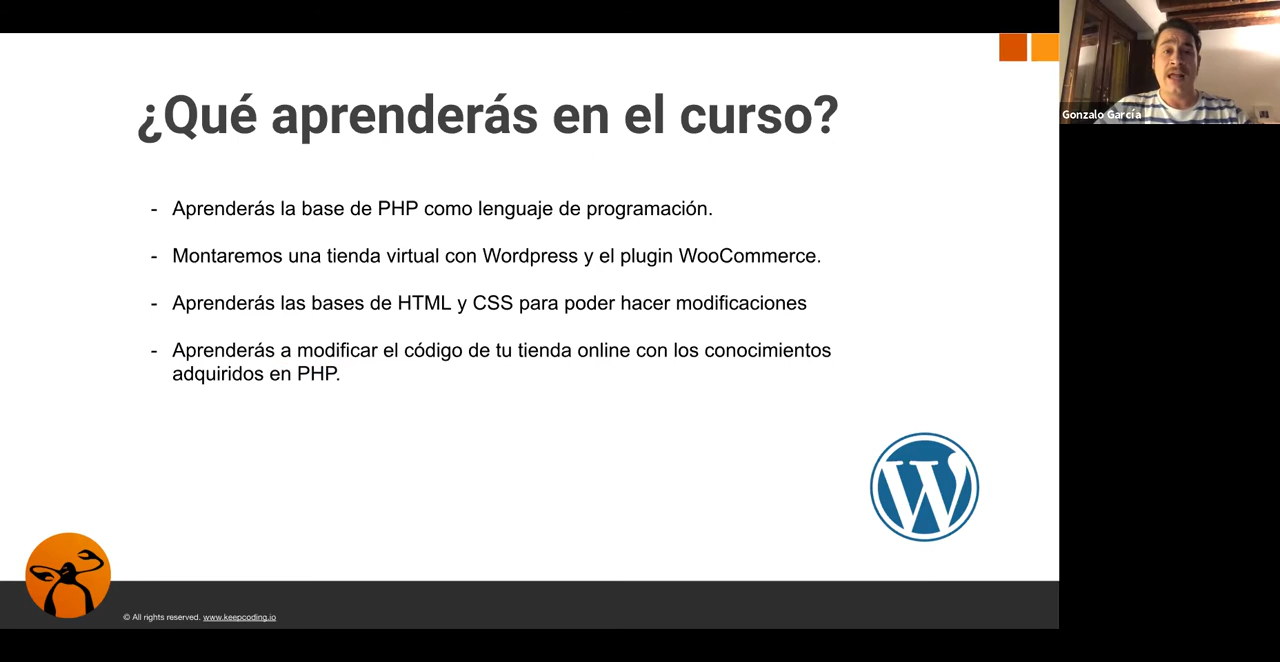 ¿Qué aprenderás en el curso?
- Aprenderás la base de PHP como lenguaje de programación.
- Montaremos una tienda virtual con Wordpress y el plugin WooCommerce.
- Aprenderás las bases de HTML y CSS para poder hacer modificaciones
- Aprenderás a modificar el código de tu tienda online con los conocimientos
adquiridos en PHP.
W
© All rights reserved. www.keepcoding.io
Gonzalo García